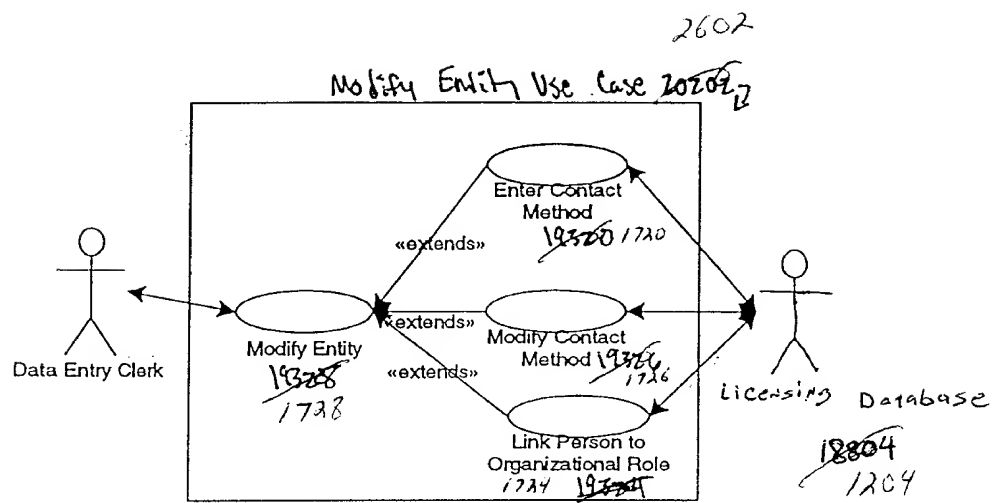 2602
Modify Entity Use Case 20202
Enter Contact
Method
19320 1720
«extends»
«extends»
Modify Entity
19328
1728
Modify Contact
Method 19326
1726
Data Entry Clerk
«extends»
Licensing Database
18804
1204
Link Person to
Organizational Role
1724 19324